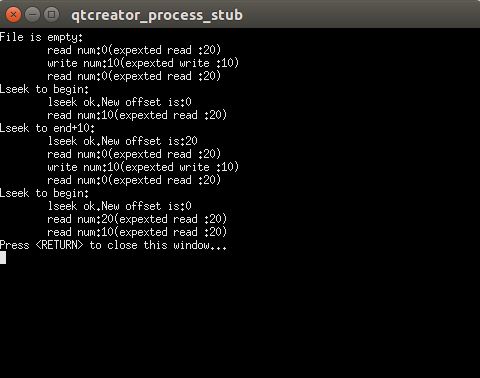 qtcreator_process_stub
File is empty:
read num:0(expexted read :20)
write num:10(expexted write :10)
read num:0(expexted read :20)
Lseek to begin:
lseek ok.New offset is:0
read num:10(expexted read :20)
Lseek to end+10:
lseek ok.New offset is:20
read num:0(expexted read :20)
write num:10(expexted write :10)
read num:0(expexted read :20)
Lseek to begin:
lseek ok.New offset is:0
read num:20(expexted read :20)
read num:10(expexted read :20)
Press <RETURN> to close this window...